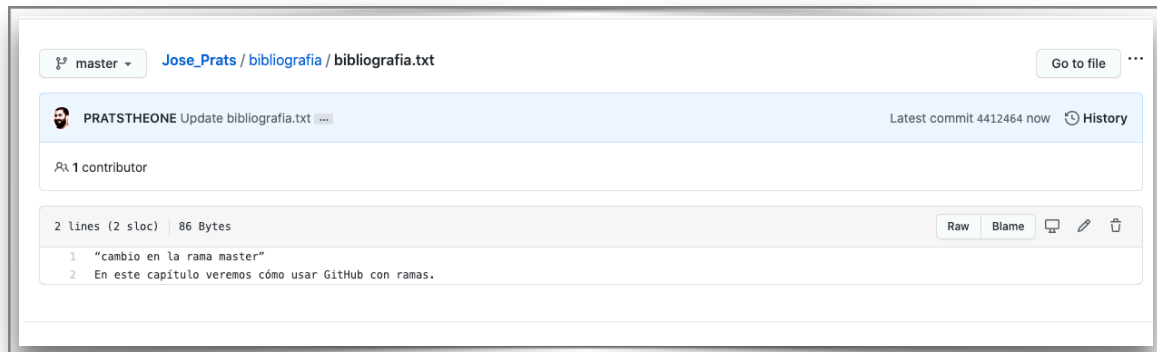 master
Jose_Prats / bibliografia / bibliografia.txt
Go to file
...
PRATSTHEONE Update bibliografia.txt ...
Latest commit 4412464 now
History
1 contributor
2 lines (2 sloc) | 86 Bytes
Raw
Blame
1 “cambio en la rama master”
2 En este capítulo veremos cómo usar GitHub con ramas.